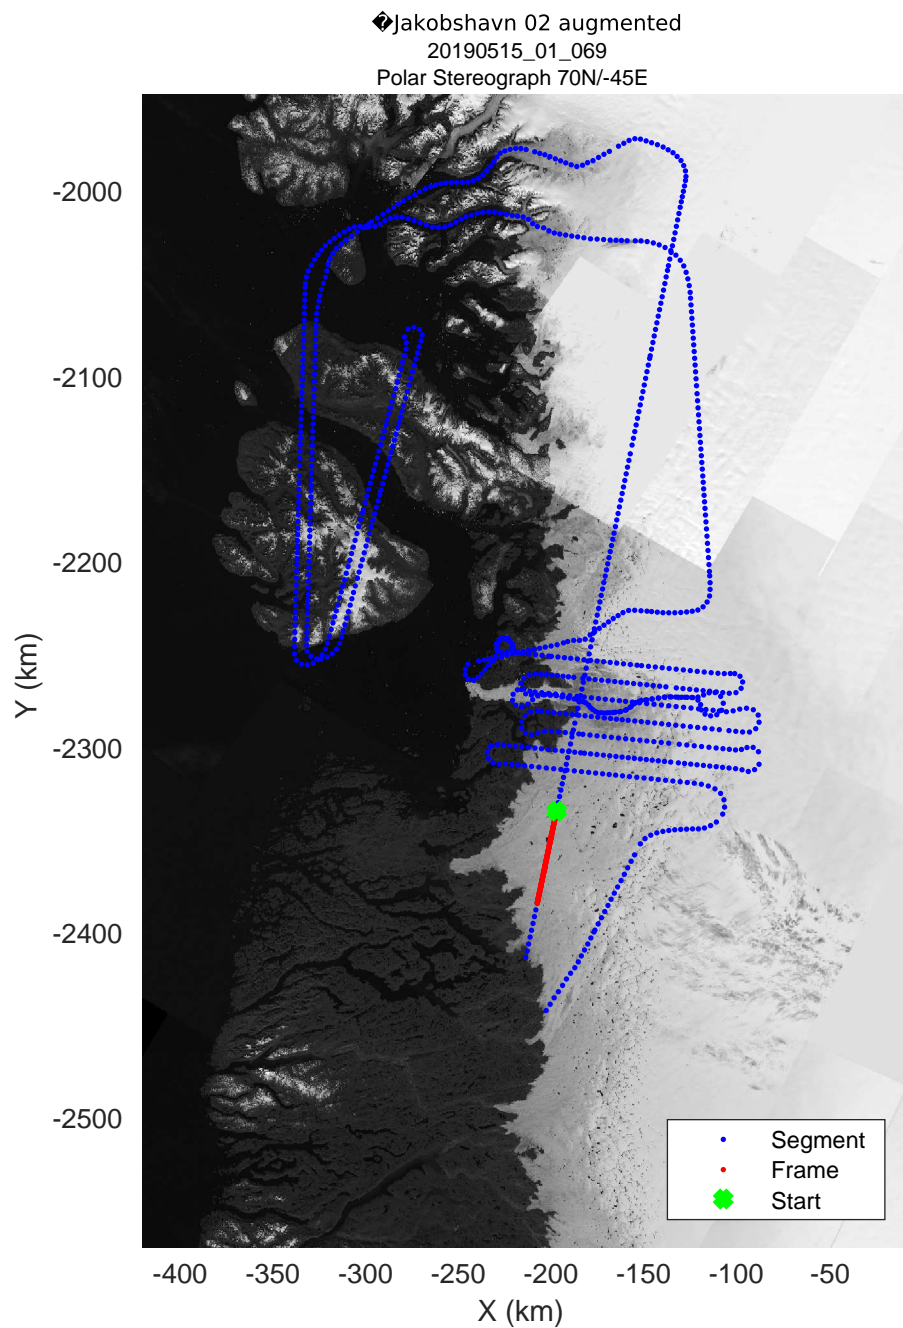 �Jakobshavn 02 augmented
20190515_01_069
Polar Stereograph 70N/-45E
-2000
-2100
-2200
-2300
-2400
-2500
Y (km)
Segment
Frame
Start
-400 -350 -300 -250 -200 -150 -100 -50
X (km)